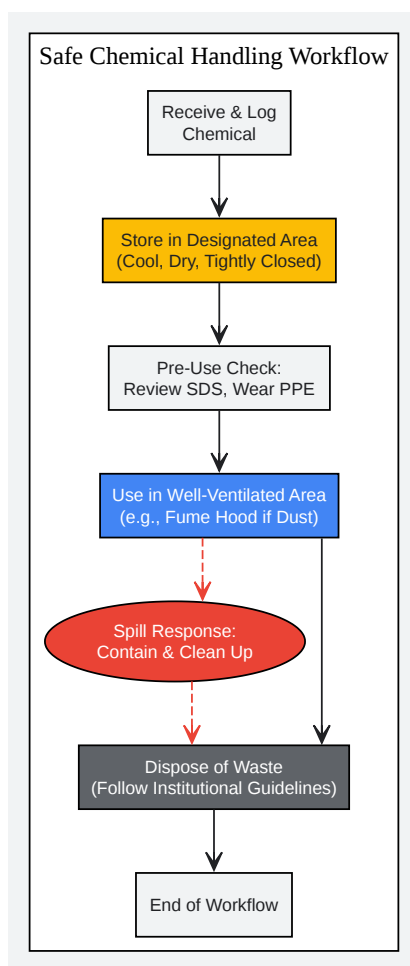 Safe Chemical Handling Workflow
Receive & Log
Chemical
Store in Designated Area
(Cool, Dry, Tightly Closed)
Pre-Use Check:
Review SDS, Wear PPE
Use in Well-Ventilated Area
(e.g., Fume Hood if Dust)
Spill Response:
Contain & Clean Up
Dispose of Waste
(Follow Institutional Guidelines)
End of Workflow